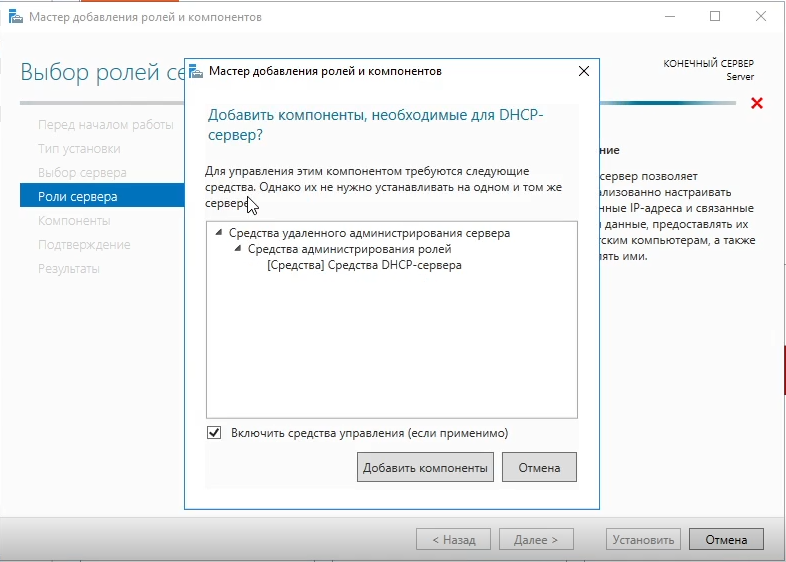 Мастер добавления ролей и компонентов
Выбор ролей се
КОНЕЧНЫЙ СЕРВЕР
Server
Перед началом работы
Тип установки
Выбор сервера
Роли сервера
Компоненты
Подтверждение
Результаты
Мастер добавления ролей и компонентов
Добавить компоненты, необходимые для DHCP-
сервер?
Для управления этим компонентом требуются следующие
средства. Однако их не нужно устанавливать на одном и том же
сервере.
Средства удаленного администрирования сервера
Средства администрирования ролей
[Средства] Средства DHCP-сервера
Включить средства управления (если применимо)
Добавить компоненты
Отмена
ние
сервер позволяет
ализованно настраивать
нные IP-адреса и связанные
и данные, предоставлять их
тским компьютерам, а также
лять ими.
< Назад
Далее >
Установить
Отмена